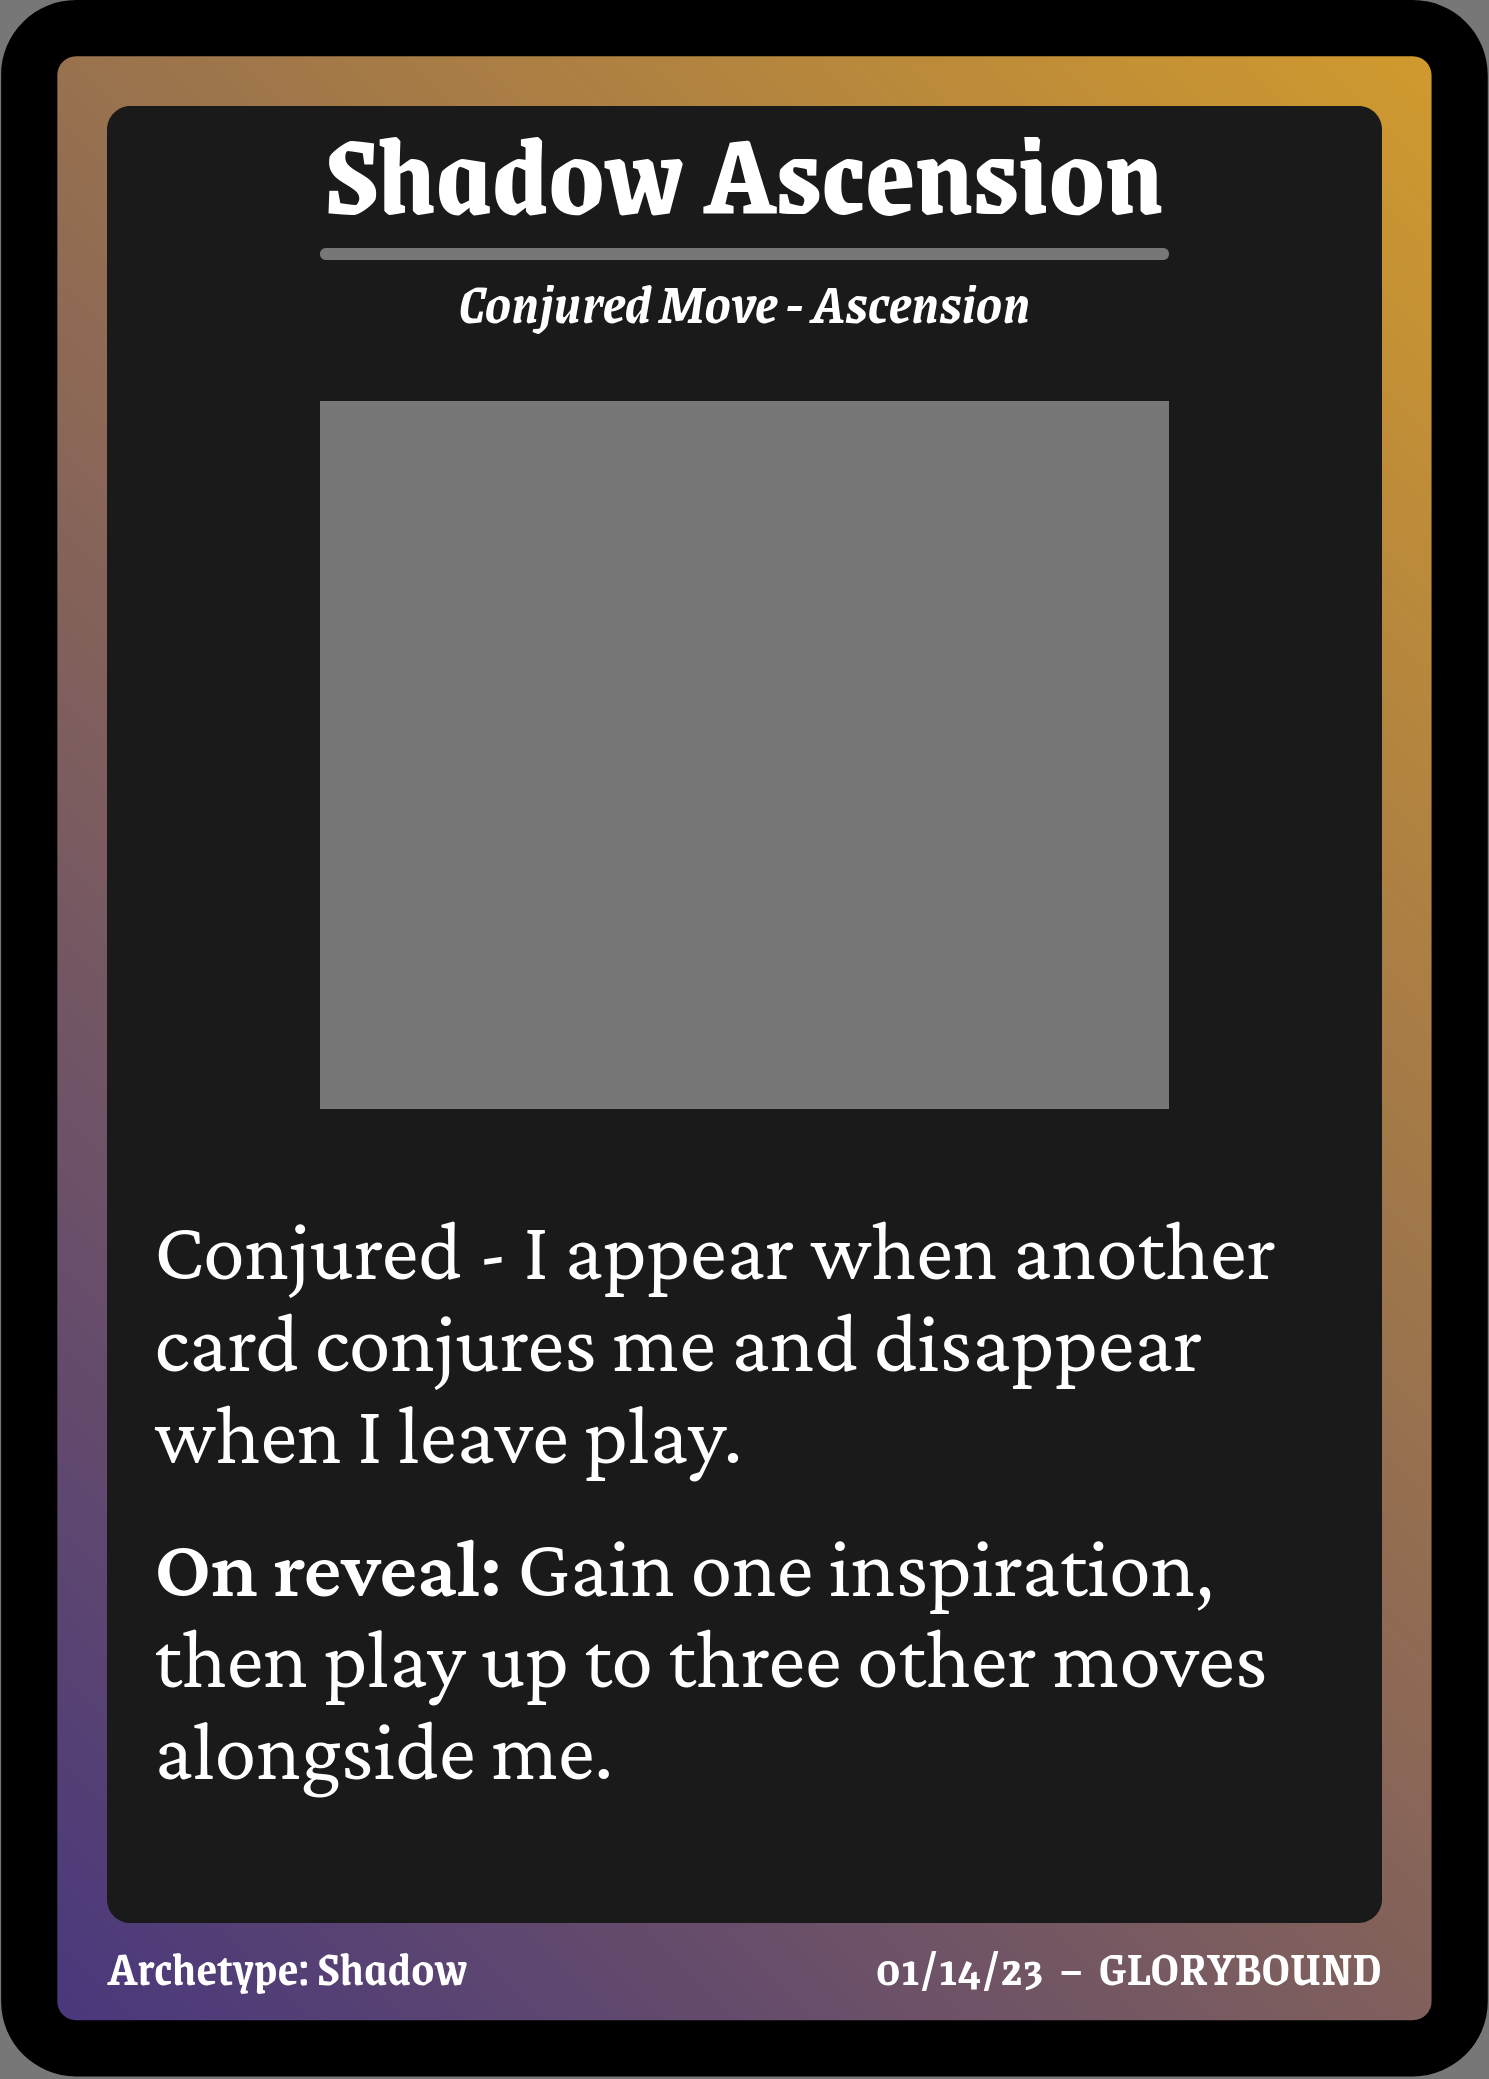 Shadow Ascension
Conjured Move - Ascension
Conjured - I appear when another
card conjures me and disappear
when I leave play.
On reveal: Gain one inspiration,
then play up to three other moves
alongside me.
Archetype: Shadow
01/14/23 – GLORYBOUND